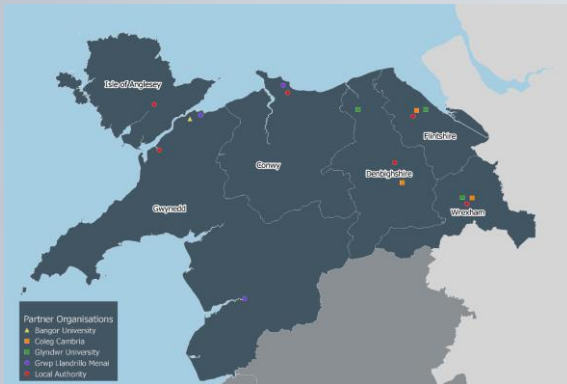 Isle of Anglesey
Flintshire
Conwy
Denbighshire
Gwynedd
Wrexham
Partner Organisations
Bangor University
Coleg Cambria
Glyndwr University
Grwp Llandrillo Menai
Local Authority